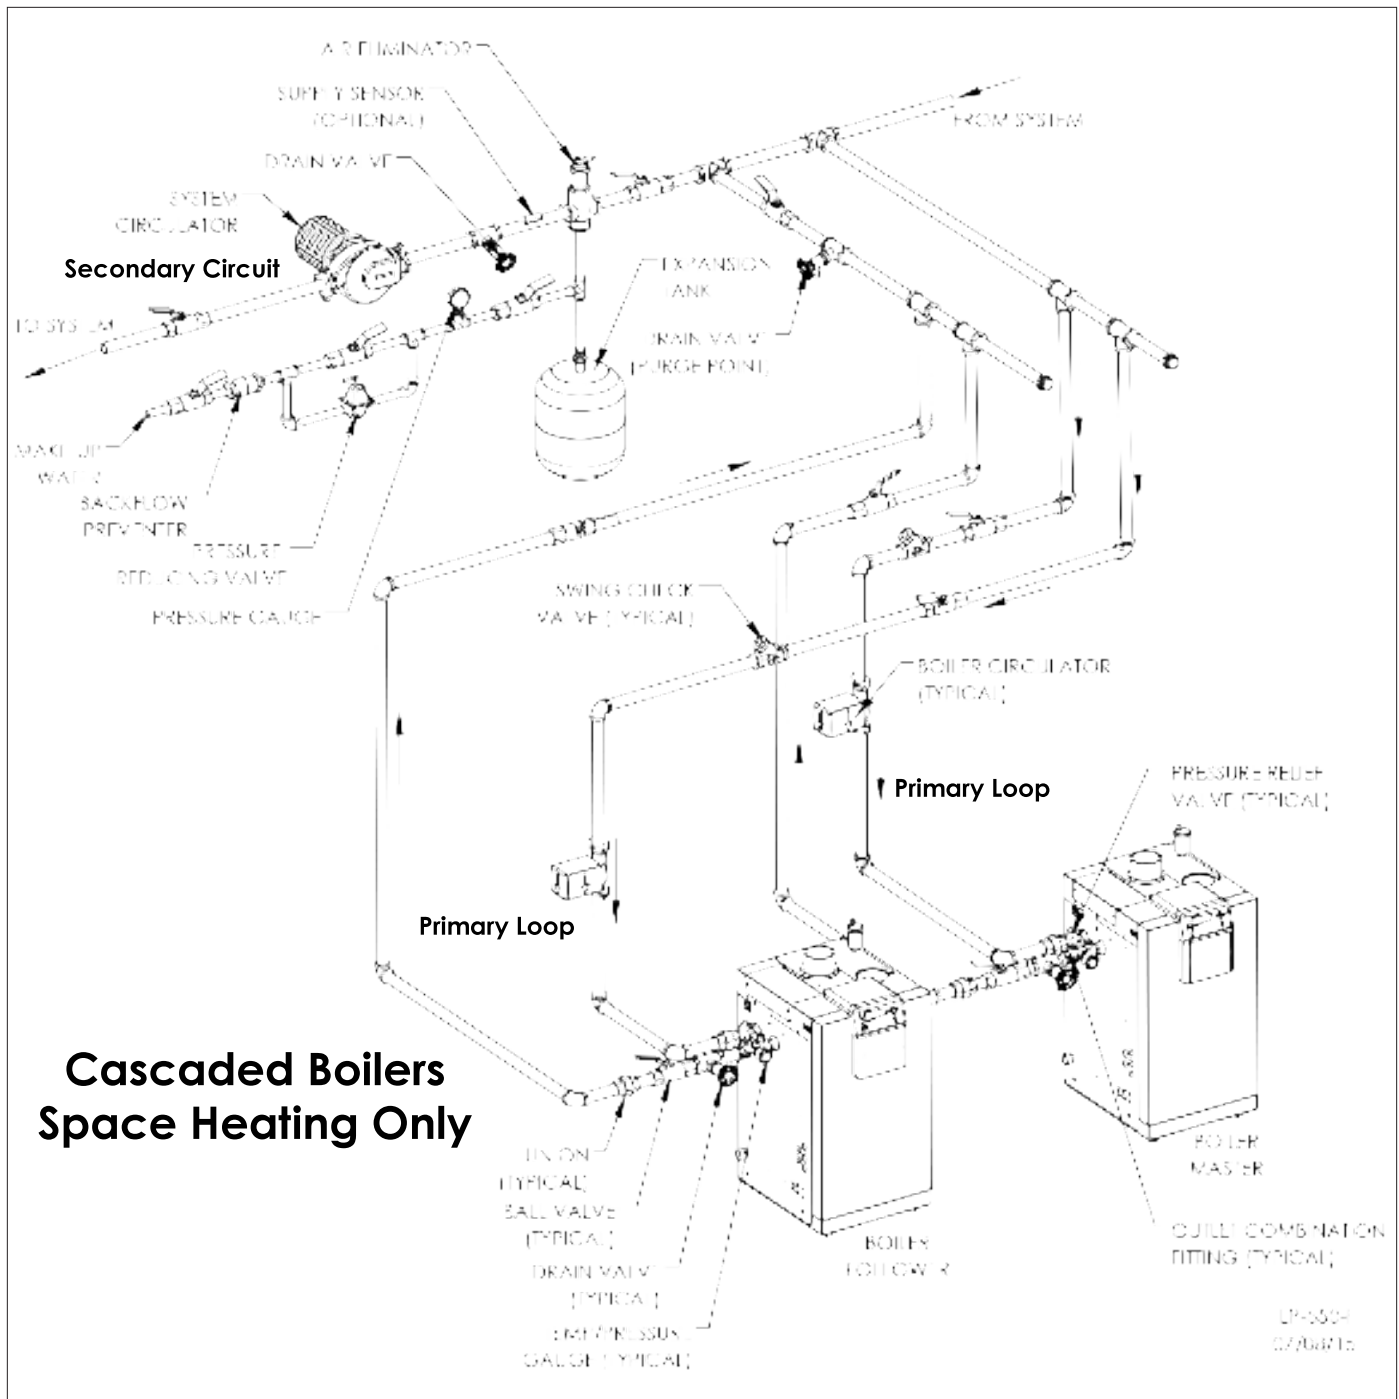 AIR ELIMINATOR
SUPPLY SENSOR
(OPTIONAL)
FROM SYSTEM
DRAIN VALVE
SYSTEM
CIRCULATOR
Secondary Circuit
EXPANSION
TANK
TO SYSTEM
DRAIN VALVE
(PURGE POINT)
MAKE UP
WATER
BACKFLOW
PREVENTER
PRESSURE
REDUCING VALVE
PRESSURE GAUGE
SWING CHECK
VALVE (TYPICAL)
BOILER CIRCULATOR
(TYPICAL)
PRESSURE RELIEF
VALVE (TYPICAL)
Primary Loop
Primary Loop
Cascaded Boilers
Space Heating Only
UNION
(TYPICAL)
BALL VALVE
(TYPICAL)
DRAIN VALVE
(TYPICAL)
TEMP/PRESSURE
GAUGE (TYPICAL)
BOILER
FOLLOWER
BOILER
MASTER
OUTLET COMBINATION
FITTING (TYPICAL)